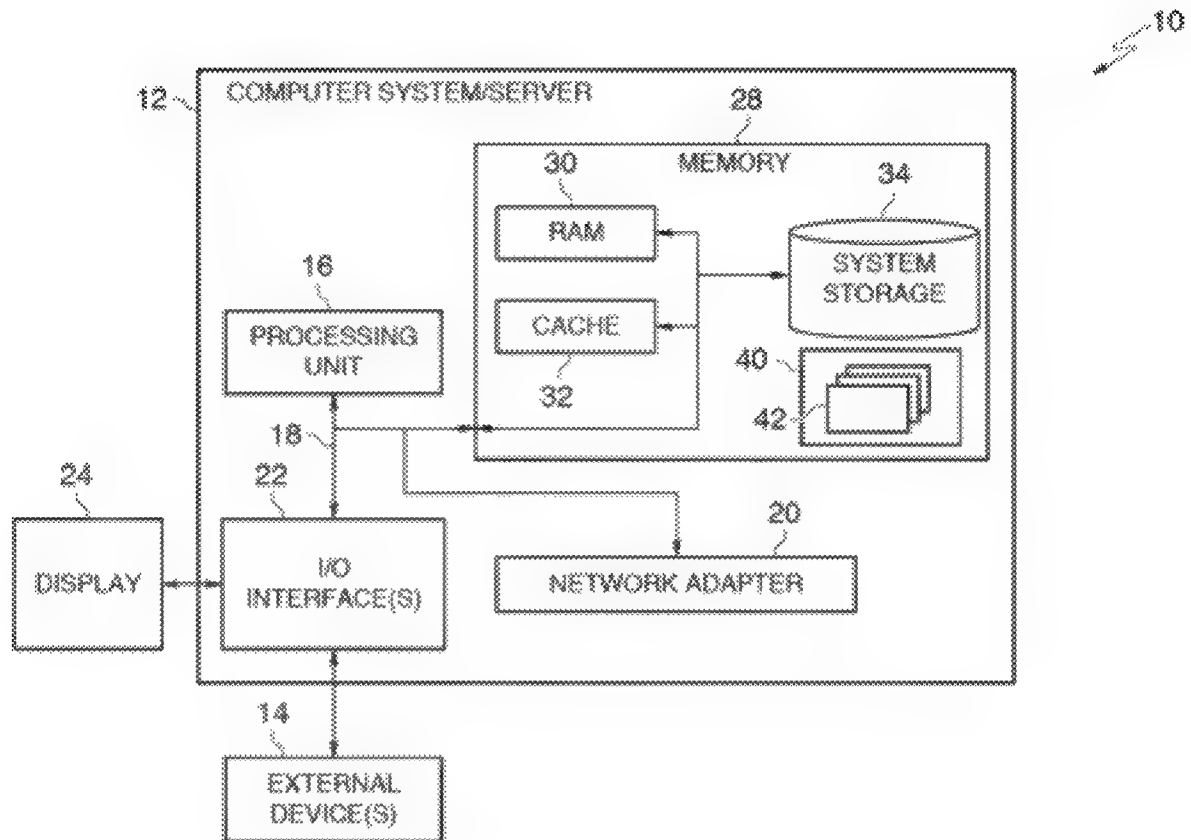 10
12
COMPUTER SYSTEM/SERVER
28
MEMORY
30
RAM
34
SYSTEM
STORAGE
16
PROCESSING
UNIT
CACHE
32
40
42
18
24
22
20
DISPLAY
I/O
INTERFACE(S)
NETWORK ADAPTER
14
EXTERNAL
DEVICE(S)